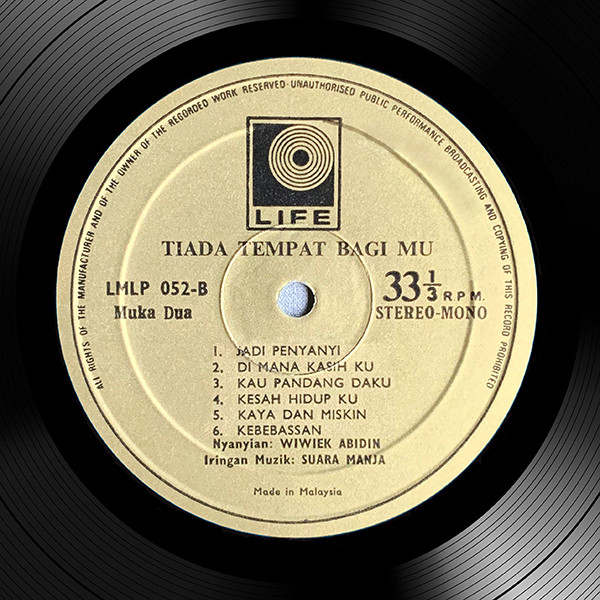 ALL RIGHTS OF THE MANUFACTURER AND OF THE OWNER OF THE RECORDED WORK RESERVED-UNAUTHORISED PUBLIC PERFORMANCE BROADCASTING AND COPYING OF THIS RECORD PROHIBITED
LIFE
TIADA TEMPAT BAGI MU
LMLP 052-B 33 1/3 R.P.M.
Muka Dua STEREO-MONO
1. JADI PENYANYI
2. DI MANA KASIH KU
3. KAU PANDANG DAKU
4. KESAH HIDUP KU
5. KAYA DAN MISKIN
6. KEBEBASSAN
Nyanyian: WIWIEK ABIDIN
Iringan Muzik: SUARA MANJA
Made in Malaysia